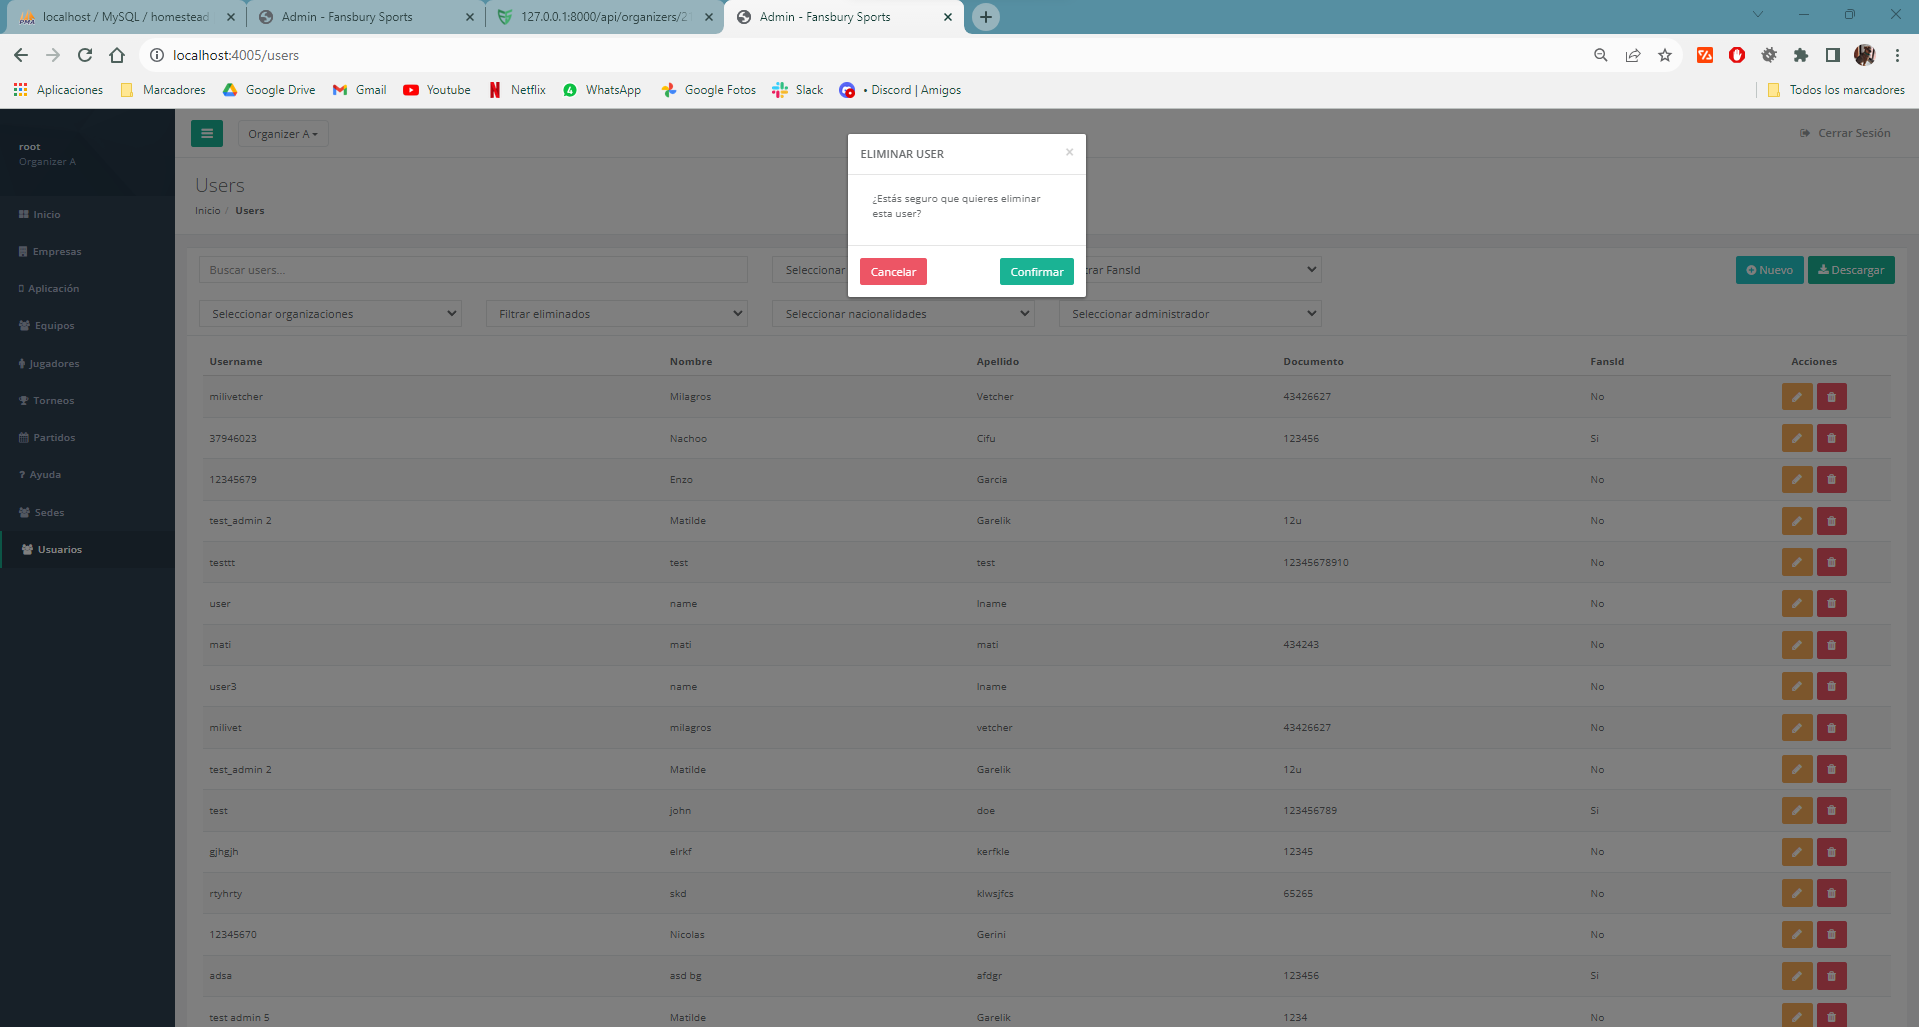 localhost / MySQL / homestead
Admin - Fansbury Sports
127.0.0.1:8000/api/organizers/2
Admin - Fansbury Sports
localhost:4005/users
Aplicaciones
Marcadores
Google Drive
Gmail
Youtube
Netflix
WhatsApp
Google Fotos
Slack
• Discord | Amigos
Todos los marcadores
root
Organizer A
Organizer A
Cerrar Sesión
Users
Inicio / Users
Inicio
Empresas
Aplicación
Equipos
Jugadores
Torneos
Partidos
? Ayuda
Sedes
Usuarios
ELIMINAR USER ×
¿Estás seguro que quieres eliminar
esta user?
Cancelar Confirmar
Buscar users... Seleccionar FansId Nuevo Descargar
Seleccionar organizaciones Filtrar eliminados Seleccionar nacionalidades Seleccionar administrador
Username Nombre Apellido Documento FansId Acciones
milivetcher Milagros Vetcher 43426627 No
37946023 Nachoo Cifu 123456 Si
12345679 Enzo Garcia No
test_admin 2 Matilde Garelik 12u No
testtt test test 12345678910 No
user name lname No
mati mati mati 434243 No
user3 name lname No
milivet milagros vetcher 43426627 No
test_admin 2 Matilde Garelik 12u No
test john doe 123456789 Si
gjhgjh elrkf kerfkle 12345 No
rtyhrty skd klwsjfcs 65265 No
12345670 Nicolas Gerini No
adsa asd bg afdgr 123456 Si
test admin 5 Matilde Garelik 1234 No